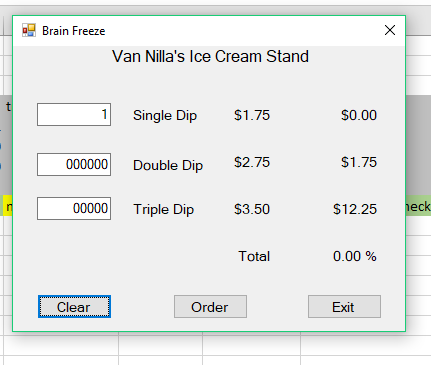 Brain Freeze
Van Nilla's Ice Cream Stand
1 Single Dip $1.75 $0.00
000000 Double Dip $2.75 $1.75
00000 Triple Dip $3.50 $12.25
Total 0.00 %
Clear Order Exit